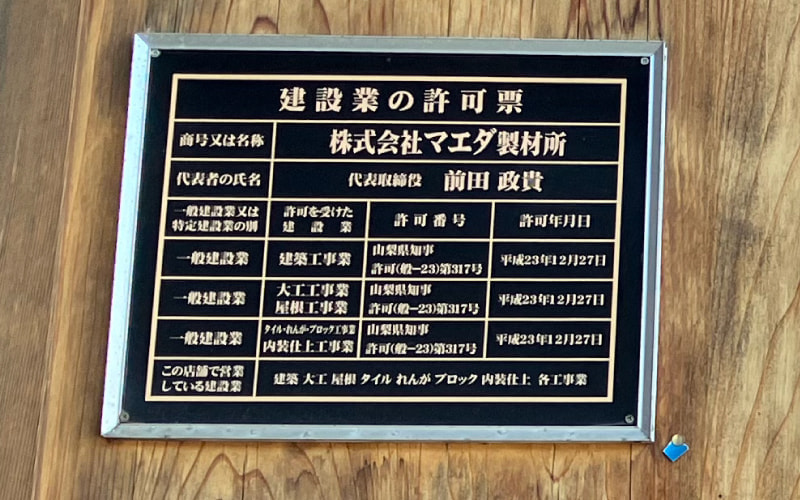 建設業の許可票
商号又は名称 株式会社マエダ製材所
代表者の氏名 代表取締役 前田 政貴
一般建設業又は
特定建設業の別
許可を受けた
建設業
許可番号
許可年月日
一般建設業
建築工事業
山梨県知事
許可(般−23)第317号
平成23年12月27日
一般建設業
大工工事業
屋根工事業
山梨県知事
許可(般−23)第317号
平成23年12月27日
一般建設業
タイル・れんが・ブロック工事業
内装仕上工事業
山梨県知事
許可(般−23)第317号
平成23年12月27日
この店舗で営業
している建設業
建築 大工 屋根 タイル れんが ブロック 内装仕上 各工事業